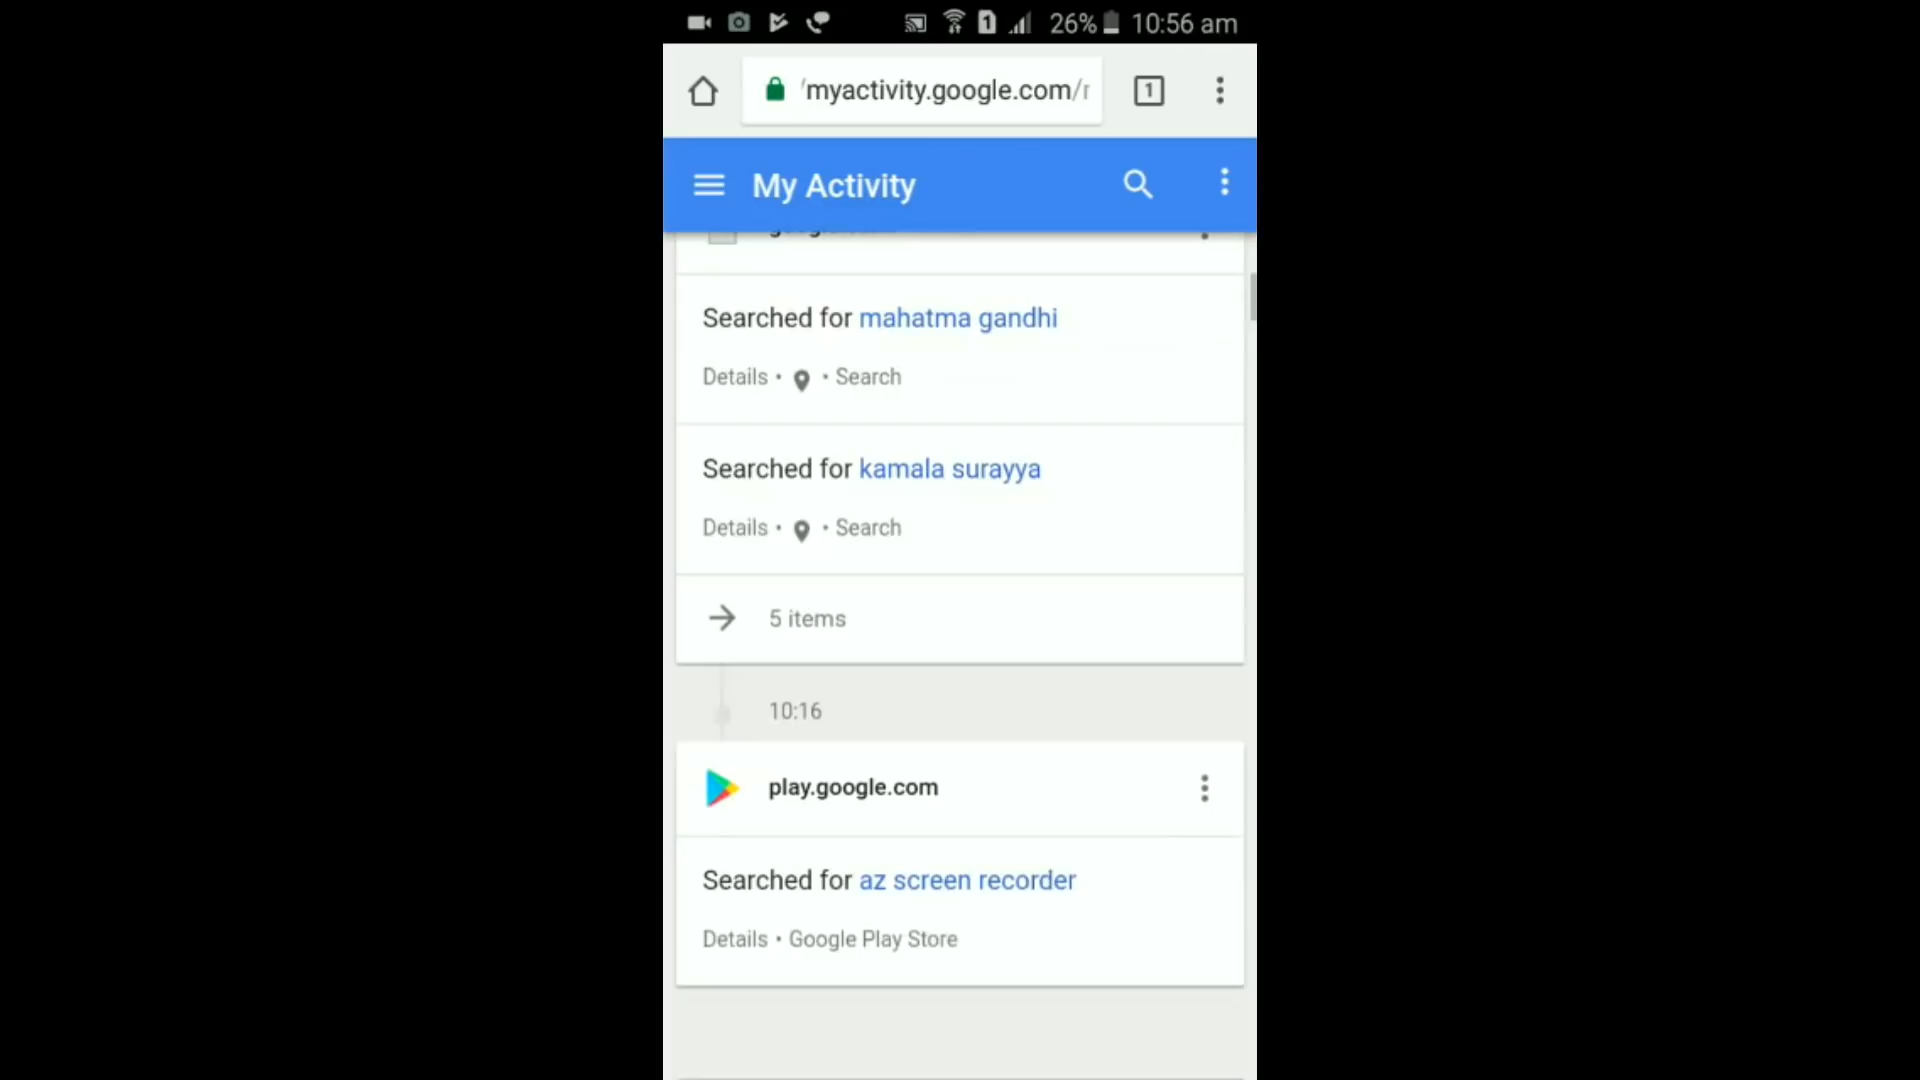 26% 10:56 am
myactivity.google.com/
1
My Activity
Searched for mahatma gandhi
Details • • Search
Searched for kamala surayya
Details • • Search
5 items
10:16
play.google.com
Searched for az screen recorder
Details • Google Play Store